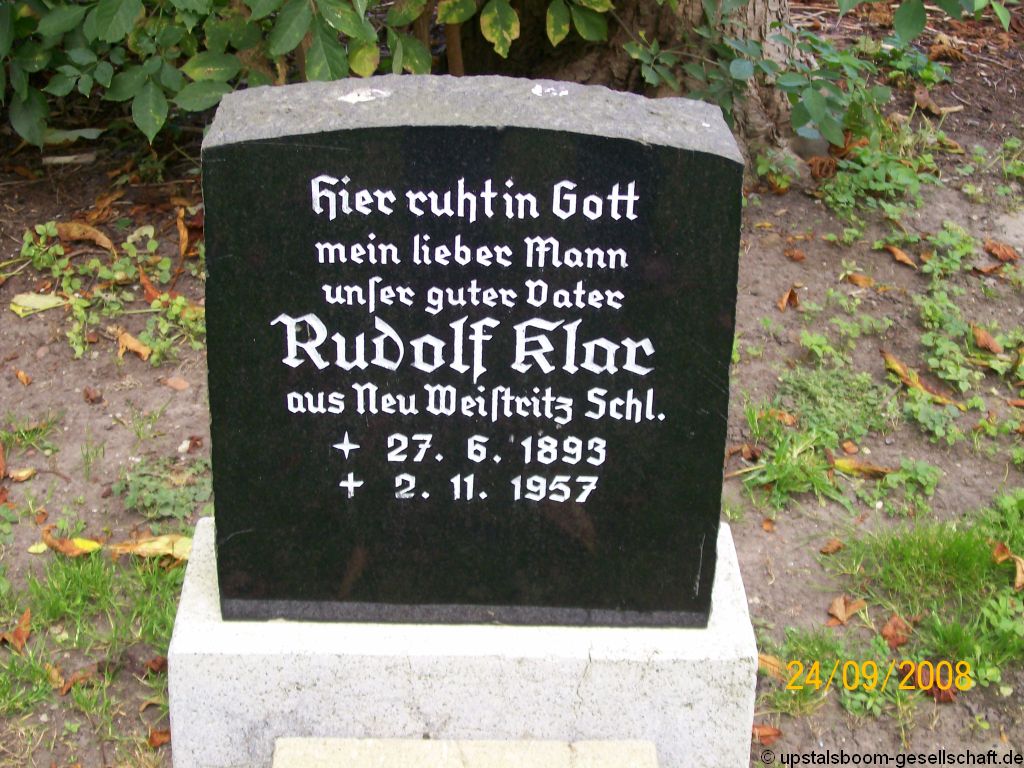 Hier ruht in Gott
mein lieber Mann
unſer guter Vater
Rudolf Klar
aus Neu Weiſtritz Schl.
+ 27. 6. 1893
+ 2. 11. 1957
24/09/2008
© upstalsboom-gesellschaft.de